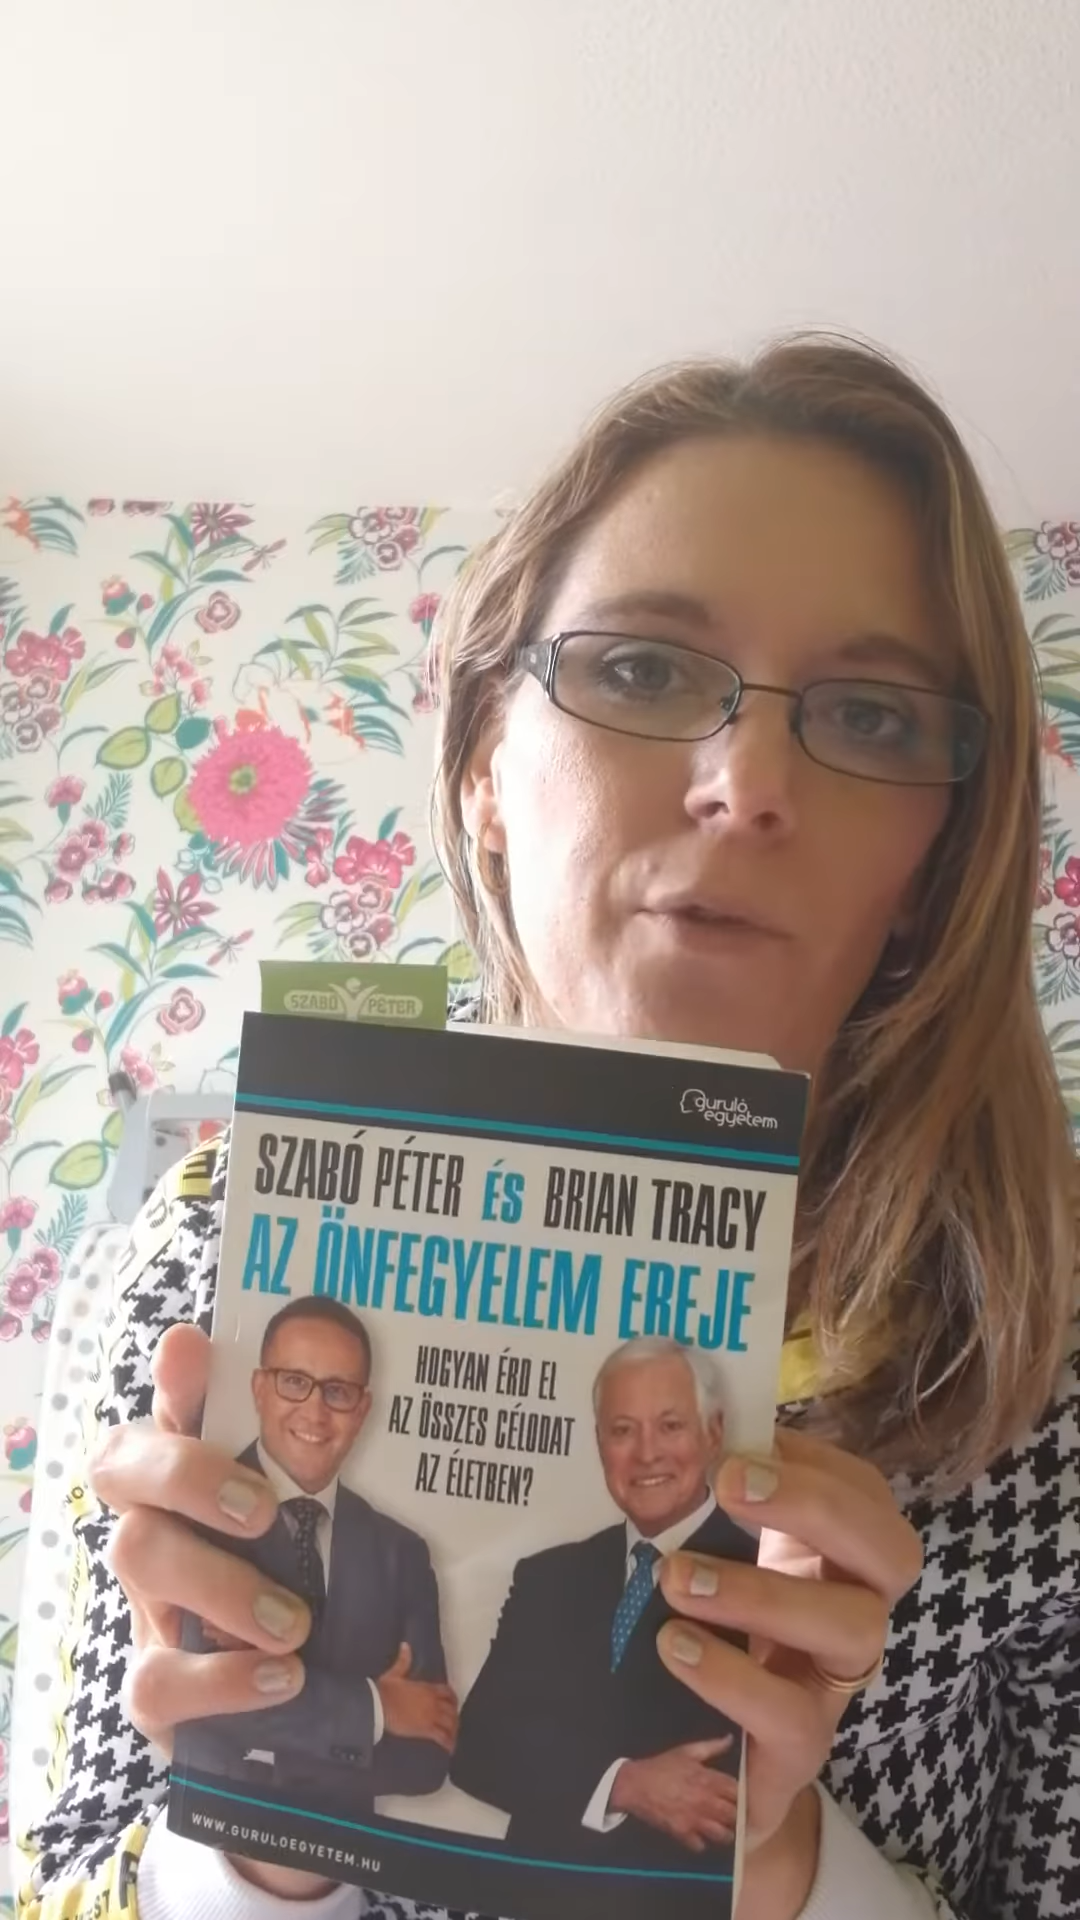 SZABÓ PÉTER
guruló
egyetem
SZABÓ PÉTER ÉS BRIAN TRACY
AZ ÖNFEGYELEM EREJE
HOGYAN ÉRD EL
AZ ÖSSZES CÉLODAT
AZ ÉLETBEN?
WWW.GURULOEGYETEM.HU